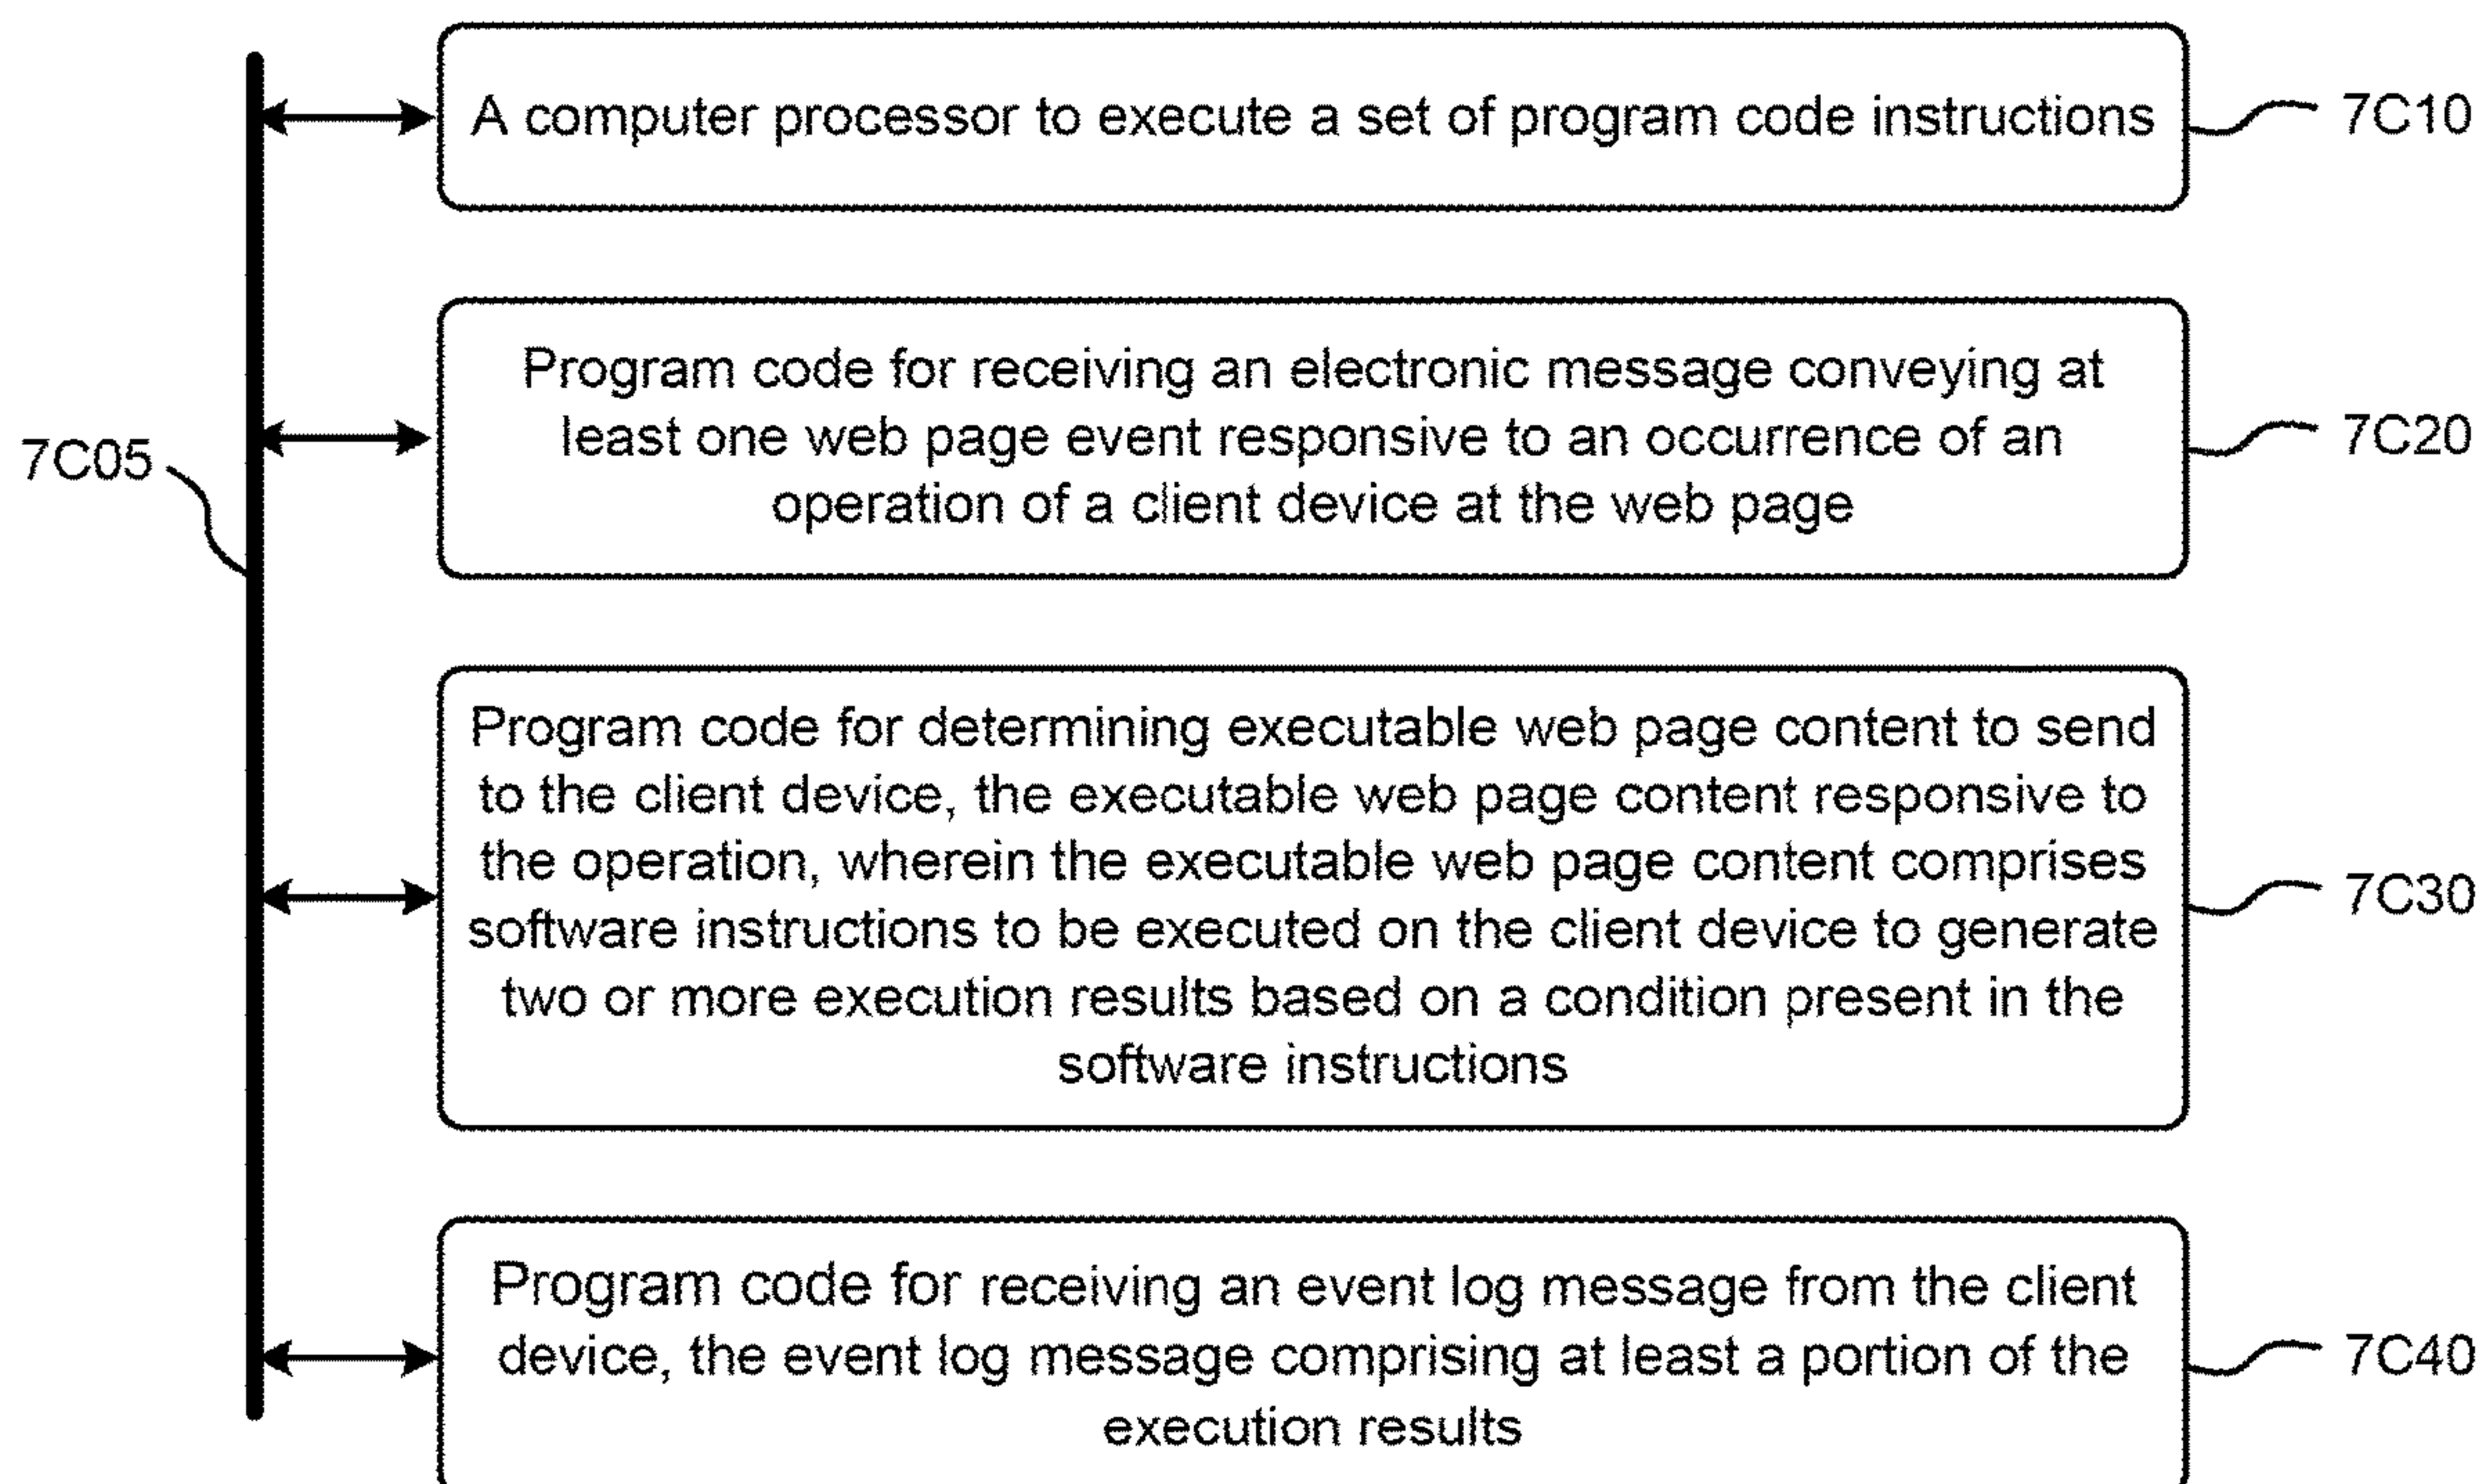 A computer processor to execute a set of program code instructions
7C10
Program code for receiving an electronic message conveying at
least one web page event responsive to an occurrence of an
operation of a client device at the web page
7C20
7C05
Program code for determining executable web page content to send
to the client device, the executable web page content responsive to
the operation, wherein the executable web page content comprises
software instructions to be executed on the client device to generate
two or more execution results based on a condition present in the
software instructions
7C30
Program code for receiving an event log message from the client
device, the event log message comprising at least a portion of the
execution results
7C40